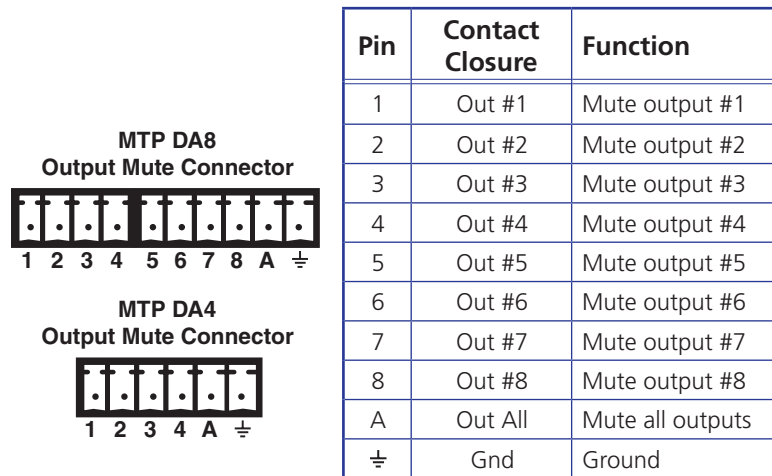 MTP DA8
Output Mute Connector
1 2 3 4 5 6 7 8 A ⏚
MTP DA4
Output Mute Connector
1 2 3 4 A ⏚
Pin Contact Closure Function
1 Out #1 Mute output #1
2 Out #2 Mute output #2
3 Out #3 Mute output #3
4 Out #4 Mute output #4
5 Out #5 Mute output #5
6 Out #6 Mute output #6
7 Out #7 Mute output #7
8 Out #8 Mute output #8
A Out All Mute all outputs
⏚ Gnd Ground